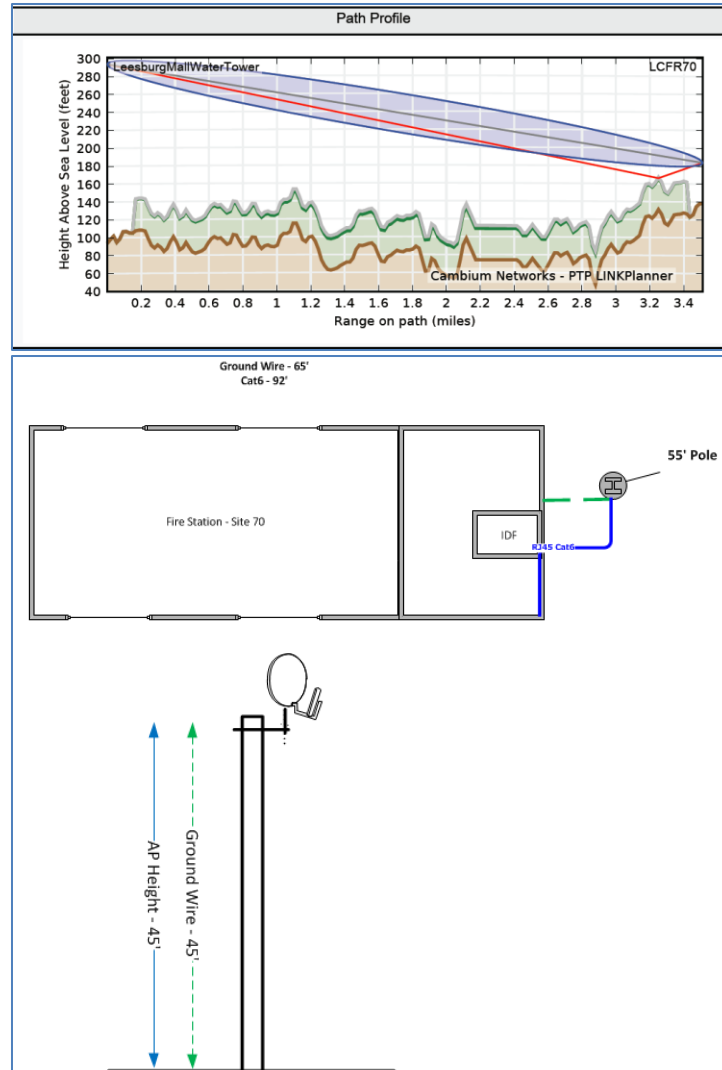 Path Profile
LeesburgMallWaterTower
LCFR70
Height Above Sea Level (feet)
300
280
260
240
220
200
180
160
140
120
100
80
60
40
Cambium Networks - PTP LINKPlanner
0.2 0.4 0.6 0.8 1 1.2 1.4 1.6 1.8 2 2.2 2.4 2.6 2.8 3 3.2 3.4
Range on path (miles)
Ground Wire - 65'
Cat6 - 92'
55' Pole
Fire Station - Site 70
IDF
RJ45 Cat6
AP Height - 45'
Ground Wire - 45'